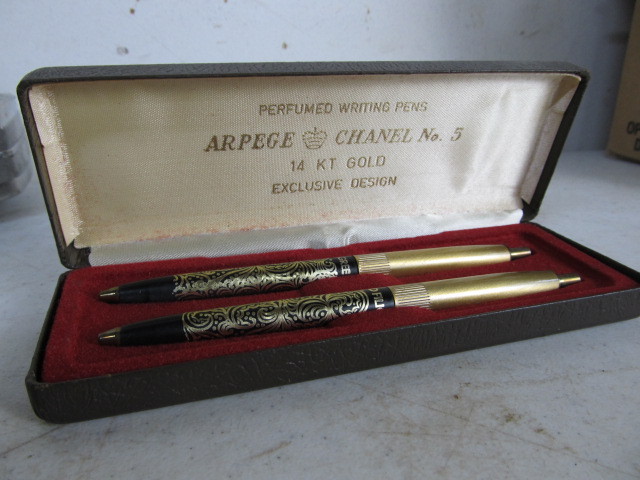 PERFUMED WRITING PENS
ARPEGE CHANEL No. 5
14 KT GOLD
EXCLUSIVE DESIGN